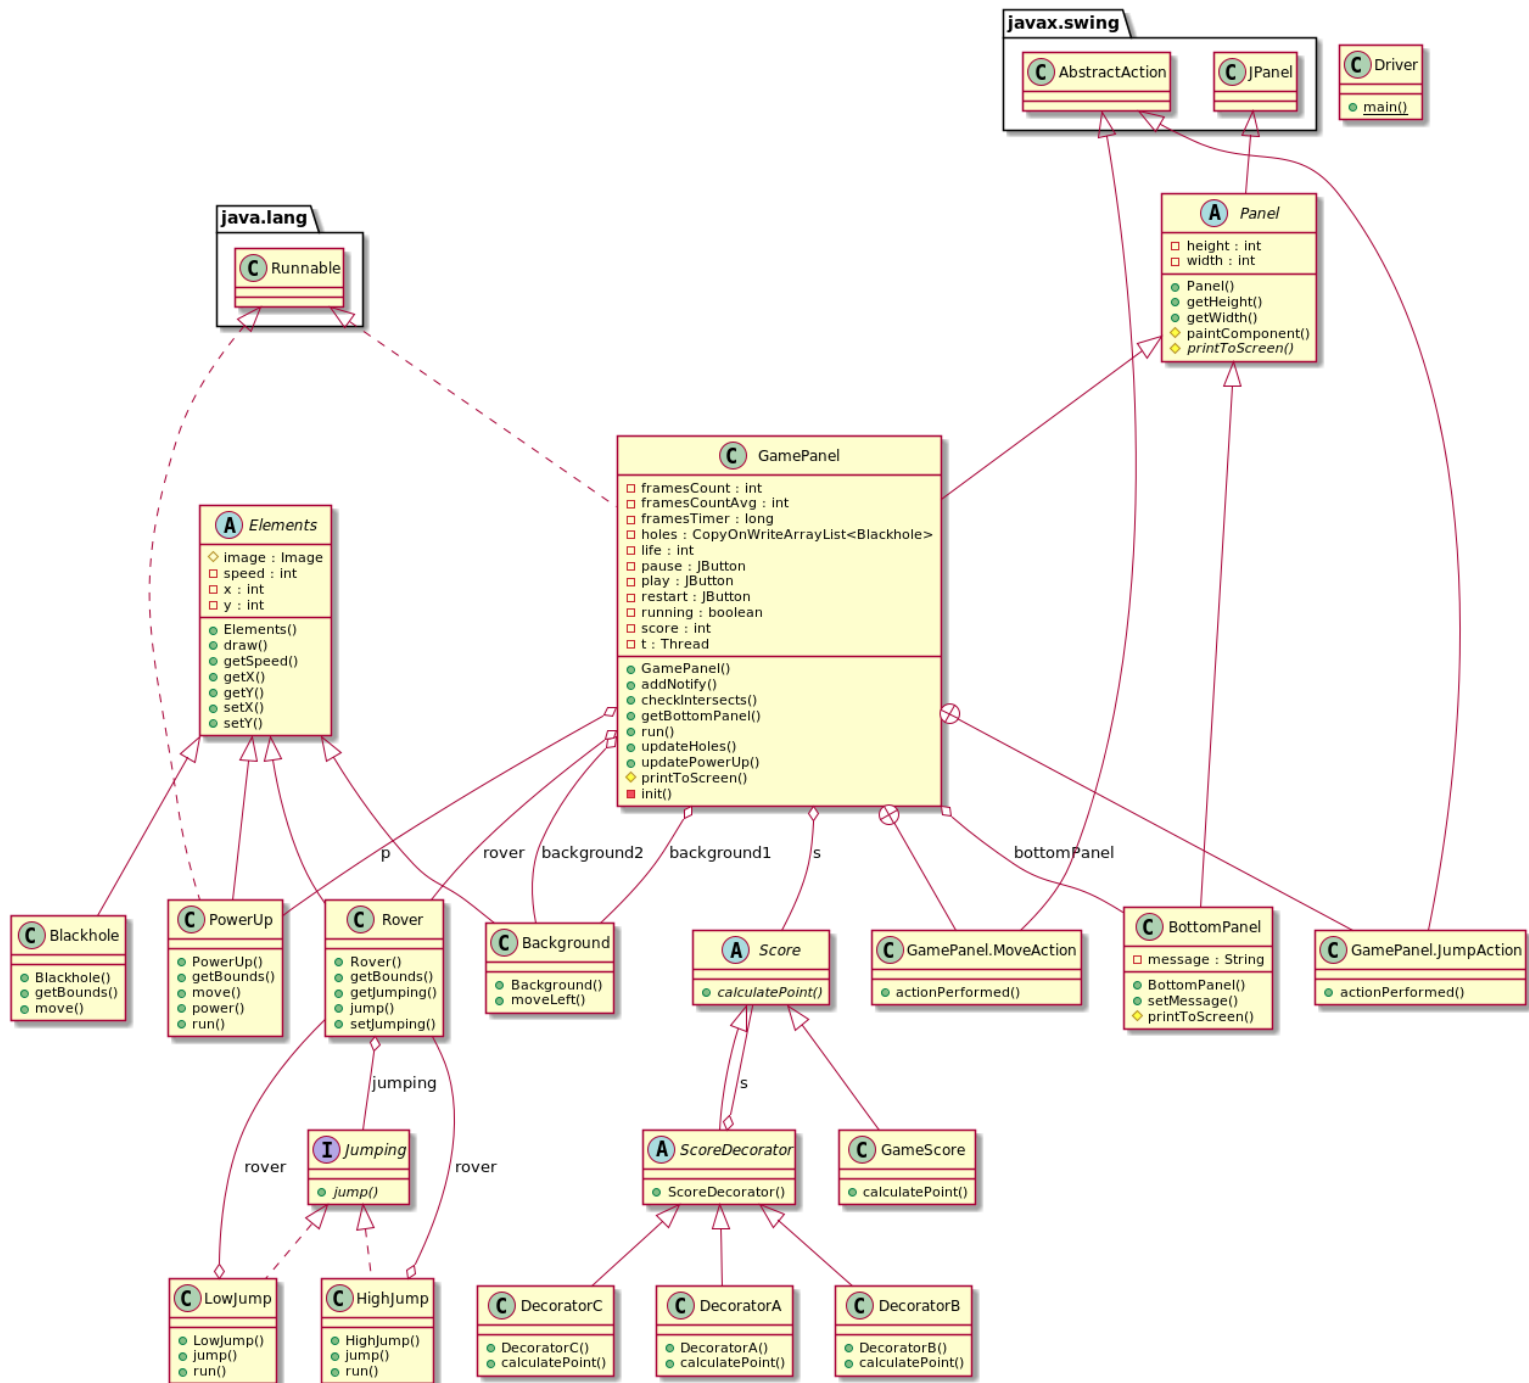 javax.swing
C AbstractAction
C JPanel
C Driver
main()
A Panel
height : int
width : int
Panel()
getHeight()
getWidth()
paintComponent()
printToScreen()
java.lang
C Runnable
C GamePanel
framesCount : int
framesCountAvg : int
framesTimer : long
holes : CopyOnWriteArrayList<Blackhole>
life : int
pause : JButton
play : JButton
restart : JButton
running : boolean
score : int
t : Thread
GamePanel()
addNotify()
checkIntersects()
getBottomPanel()
run()
updateHoles()
updatePowerUp()
printToScreen()
init()
A Elements
image : Image
speed : int
x : int
y : int
Elements()
draw()
getSpeed()
getX()
getY()
setX()
setY()
p
rover
background2
background1
s
bottomPanel
C Blackhole
Blackhole()
getBounds()
move()
C PowerUp
PowerUp()
getBounds()
move()
power()
run()
C Rover
Rover()
getBounds()
getJumping()
jump()
setJumping()
C Background
Background()
moveLeft()
A Score
calculatePoint()
C GamePanel.MoveAction
actionPerformed()
C BottomPanel
message : String
BottomPanel()
setMessage()
printToScreen()
C GamePanel.JumpAction
actionPerformed()
jumping
s
rover
rover
I Jumping
jump()
A ScoreDecorator
ScoreDecorator()
C GameScore
calculatePoint()
C LowJump
LowJump()
jump()
run()
C HighJump
HighJump()
jump()
run()
C DecoratorC
DecoratorC()
calculatePoint()
C DecoratorA
DecoratorA()
calculatePoint()
C DecoratorB
DecoratorB()
calculatePoint()